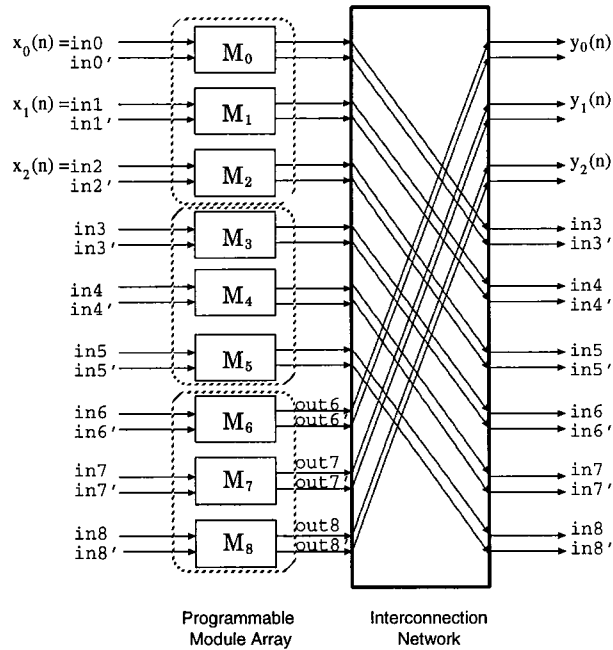 x₀(n) =in0 M₀ y₀(n)
in0′
x₁(n)=in1 M₁ y₁(n)
in1′
x₂(n)=in2 M₂ y₂(n)
in2′
in3 M₃ in3
in3′ in3′
in4 M₄ in4
in4′ in4′
in5 M₅ in5
in5′ in5′
in6 M₆ out6 in6
in6′ out6′ in6′
in7 M₇ out7 in7
in7′ out7′ in7′
in8 M₈ out8 in8
in8′ out8′ in8′
Programmable
Module Array
Interconnection
Network